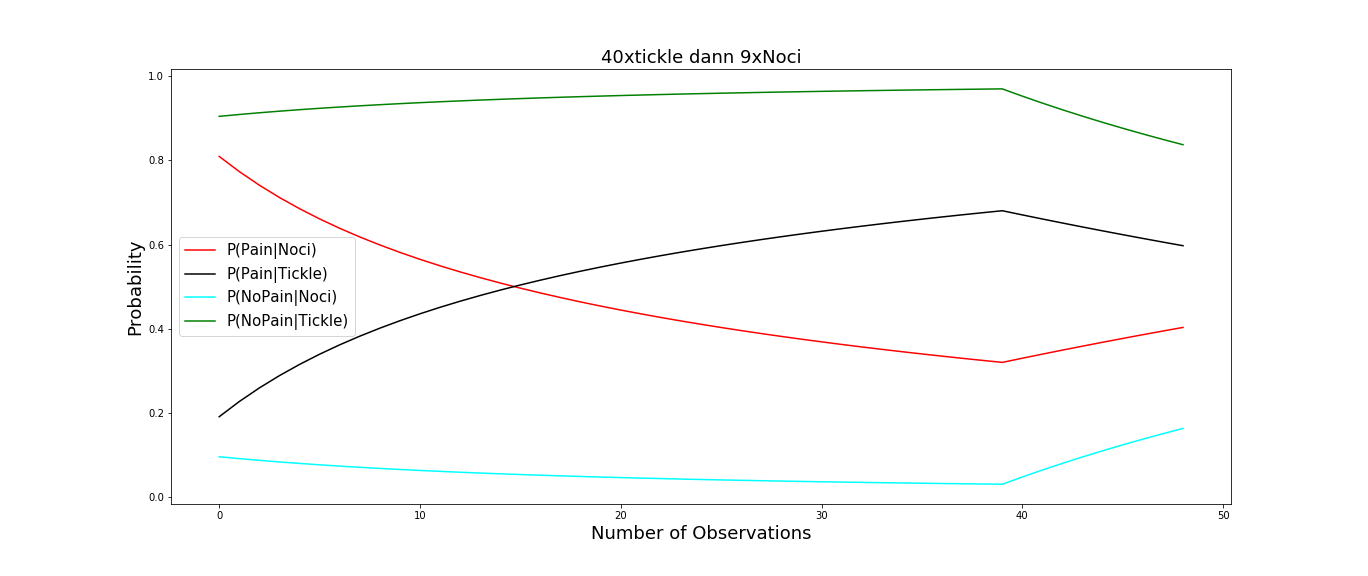 40xtickle dann 9xNoci
1.0
0.8
0.6
0.4
0.2
0.0
Probability
P(Pain|Noci)
P(Pain|Tickle)
P(NoPain|Noci)
P(NoPain|Tickle)
0 10 20 30 40 50
Number of Observations